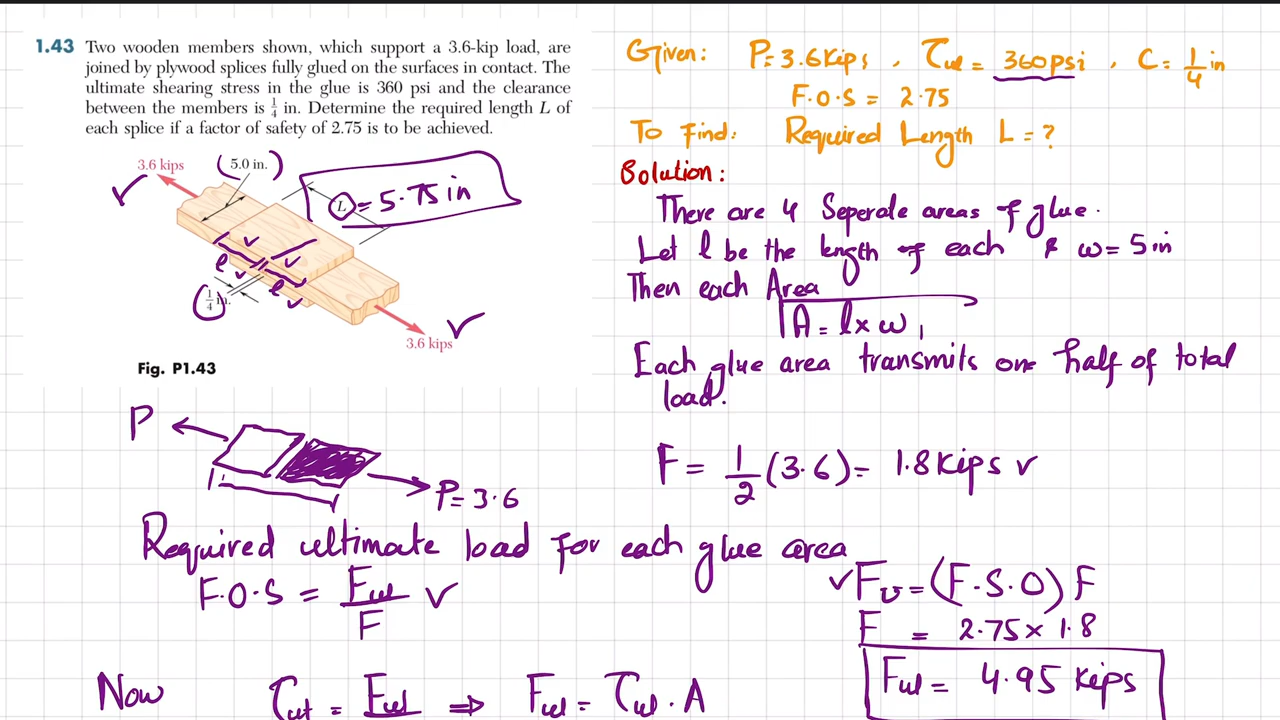 1.43 Two wooden members shown, which support a 3.6-kip load, are
joined by plywood splices fully glued on the surfaces in contact. The
ultimate shearing stress in the glue is 360 psi and the clearance
between the members is 1/4 in. Determine the required length L of
each splice if a factor of safety of 2.75 is to be achieved.
3.6 kips
(5.0 in.)
L = 5.75 in
l
l
1/4 in.
3.6 kips
Fig. P1.43
P
P = 3.6
Given: P = 3.6 Kips, τul = 360 psi, C = 1/4 in
F.O.S = 2.75
To Find: Required Length L = ?
Solution:
There are 4 Seperate areas of glue.
Let l be the length of each & w = 5 in
Then each Area
A = l x w
Each glue area transmits one half of total
load.
F = 1/2 (3.6) = 1.8 Kips ✓
Required ultimate load for each glue area
F.O.S = Ful / F ✓
✓ Fu = (F.S.O) F
F = 2.75 x 1.8
Ful = 4.95 kips
Now τut = Ful ⇒ Ful = τul . A